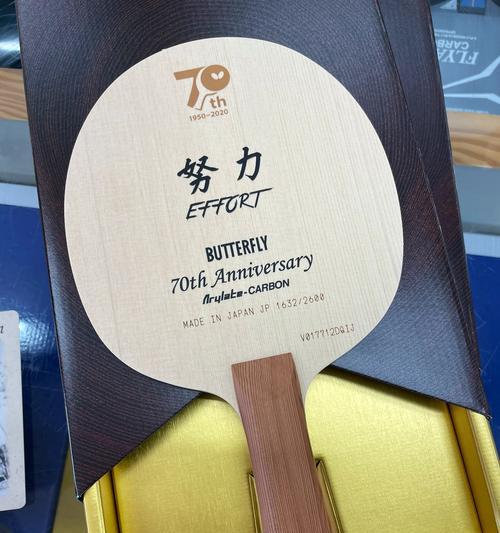 70th
1950-2020
努力
EFFORT
BUTTERFLY
70th Anniversary
Arylate-CARBON
MADE IN JAPAN JP 1632/2600
V017712DQIJ